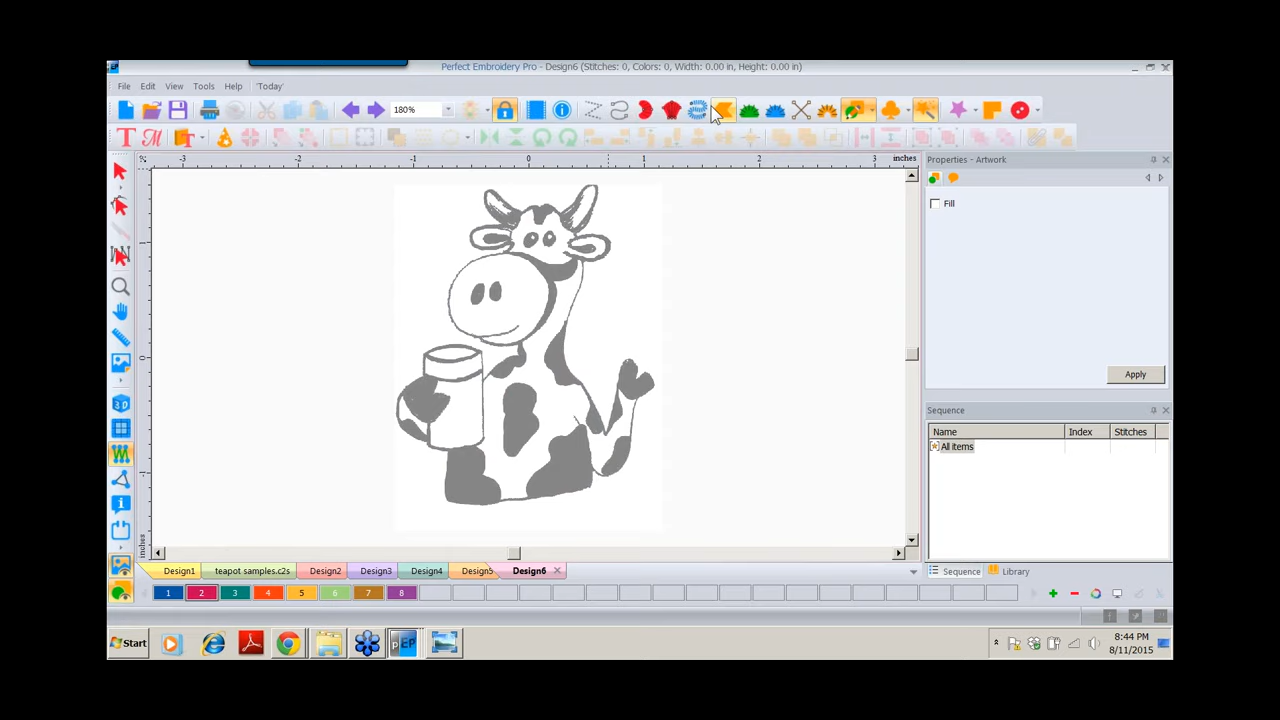 Perfect Embroidery Pro - Design6 (Stitches: 0, Colors: 0, Width: 0.00 in, Height: 0.00 in)
File Edit View Tools Help 'Today'
180%
-3 -2 -1 0 1 2 3 inches
Properties - Artwork
Fill
Apply
Sequence
Name Index Stitches
All items
inches
Design1 teapot samples.c2s Design2 Design3 Design4 Design5 Design6
Sequence Library
1 2 3 4 5 6 7 8
Start
8:44 PM
8/11/2015